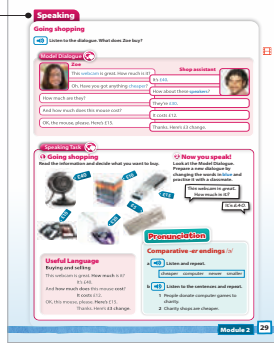 Speaking
Going shopping
Listen to the dialogue. What does Zoe buy?
Model Dialogue
Zoe
Shop assistant
This webcam is great. How much is it?
It's £40.
Oh. Have you got anything cheaper?
How about these speakers?
How much are they?
They're £30.
And how much does this mouse cost?
It costs £12.
OK, the mouse, please. Here's £15.
Thanks. Here's £3 change.
Speaking Task
Going shopping
Read the information and decide what you want to buy.
Now you speak!
Look at the Model Dialogue.
Prepare a new dialogue by
changing the words in blue and
practise it with a classmate.
This webcam is great.
How much is it?
It's £40.
£40
Useful Language
Buying and selling
This webcam is great. How much is it?
It's £40.
And how much does this mouse cost?
It costs £12.
OK, this mouse, please. Here's £15.
Thanks. Here's £3 change.
Pronunciation
Comparative -er endings /ə/
a Listen and repeat.
cheaper computer newer smaller
b Listen to the sentences and repeat.
1 People donate computer games to
charity.
2 Charity shops are cheaper.
Module 2
29